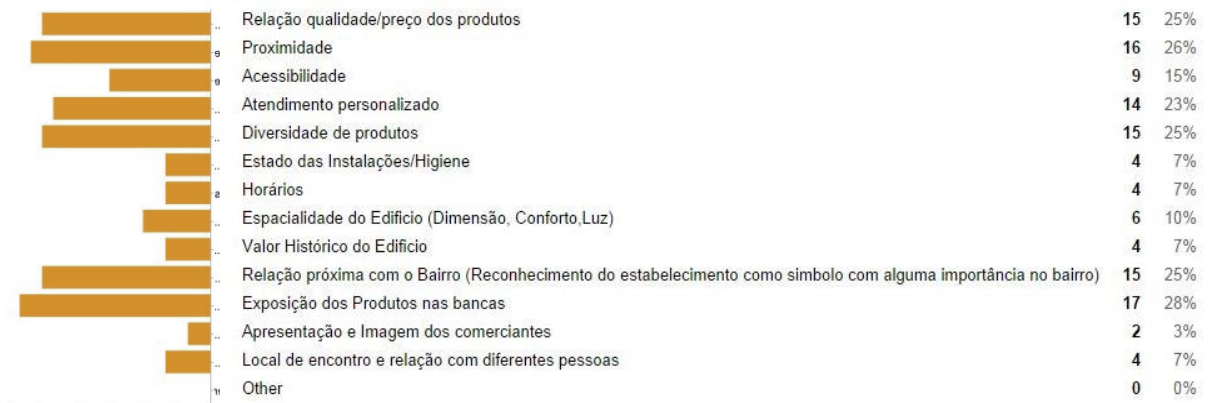 Relação qualidade/preço dos produtos 15 25%
Proximidade 16 26%
Acessibilidade 9 15%
Atendimento personalizado 14 23%
Diversidade de produtos 15 25%
Estado das Instalações/Higiene 4 7%
Horários 4 7%
Espacialidade do Edificio (Dimensão, Conforto,Luz) 6 10%
Valor Histórico do Edificio 4 7%
Relação próxima com o Bairro (Reconhecimento do estabelecimento como simbolo com alguma importância no bairro) 15 25%
Exposição dos Produtos nas bancas 17 28%
Apresentação e Imagem dos comerciantes 2 3%
Local de encontro e relação com diferentes pessoas 4 7%
Other 0 0%